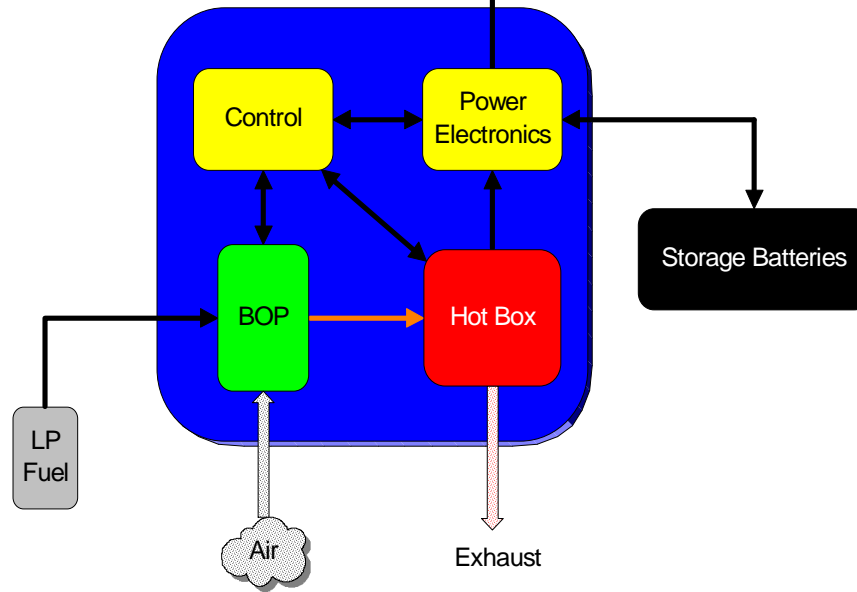 Control
Power
Electronics
Storage Batteries
BOP
Hot Box
LP
Fuel
Air
Exhaust